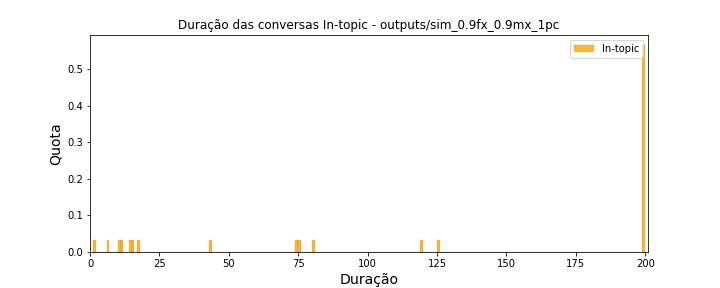 Duração das conversas In-topic - outputs/sim_0.9fx_0.9mx_1pc
In-topic
Quota
0.5
0.4
0.3
0.2
0.1
0.0
0 25 50 75 100 125 150 175 200
Duração